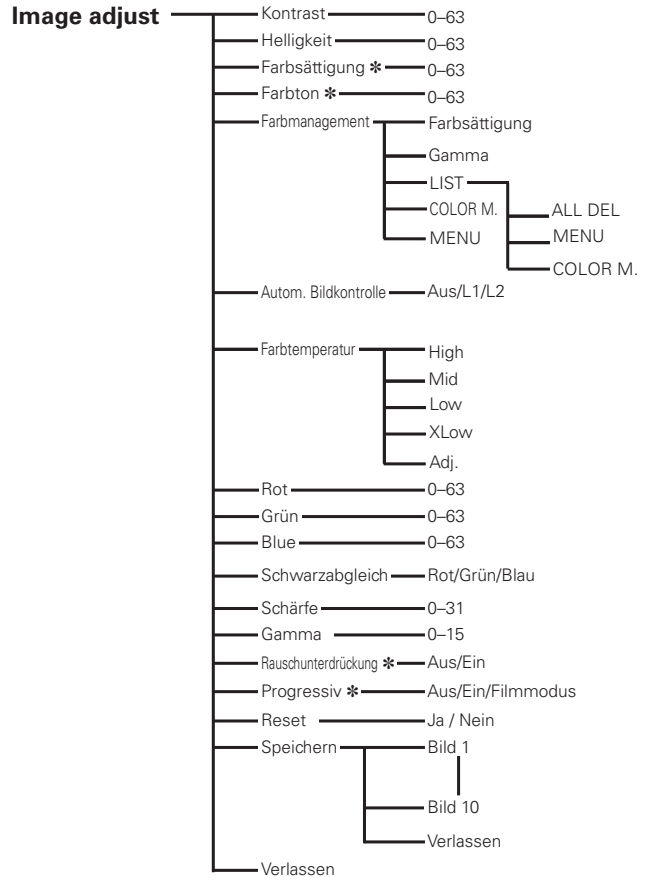 Image adjust Kontrast 0–63
Helligkeit 0–63
Farbsättigung ✻ 0–63
Farbton ✻ 0–63
Farbmanagement Farbsättigung
Gamma
LIST
COLOR M. ALL DEL
MENU MENU
COLOR M.
Autom. Bildkontrolle Aus/L1/L2
Farbtemperatur High
Mid
Low
XLow
Adj.
Rot 0–63
Grün 0–63
Blue 0–63
Schwarzabgleich Rot/Grün/Blau
Schärfe 0–31
Gamma 0–15
Rauschunterdrückung ✻ Aus/Ein
Progressiv ✻ Aus/Ein/Filmmodus
Reset Ja / Nein
Speichern Bild 1
Bild 10
Verlassen
Verlassen